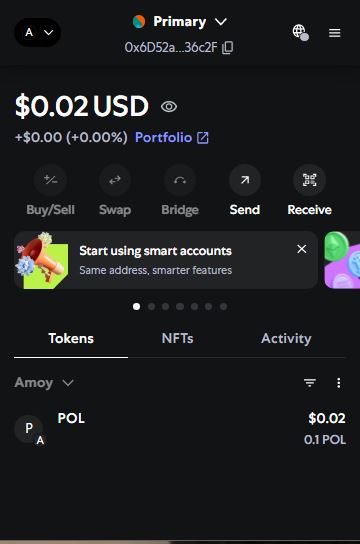 A
Primary
0x6D52a...36c2F
$0.02 USD
+$0.00 (+0.00%) Portfolio
Buy/Sell Swap Bridge Send Receive
Start using smart accounts
Same address, smarter features
Tokens NFTs Activity
Amoy
P A POL $0.02
0.1 POL